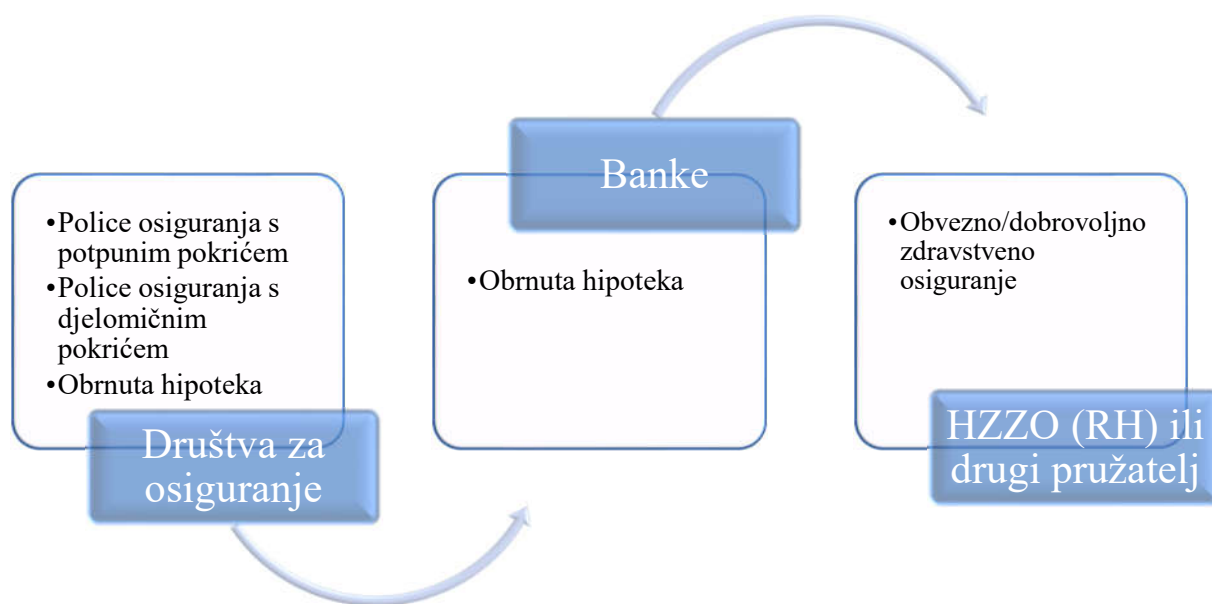 •Police osiguranja s
potpunim pokrićem
•Police osiguranja s
djelomičnim
pokrićem
•Obrnuta hipoteka
Društva za
osiguranje
Banke
•Obrnuta hipoteka
•Obvezno/dobrovoljno
zdravstveno
osiguranje
HZZO (RH) ili
drugi pružatelj